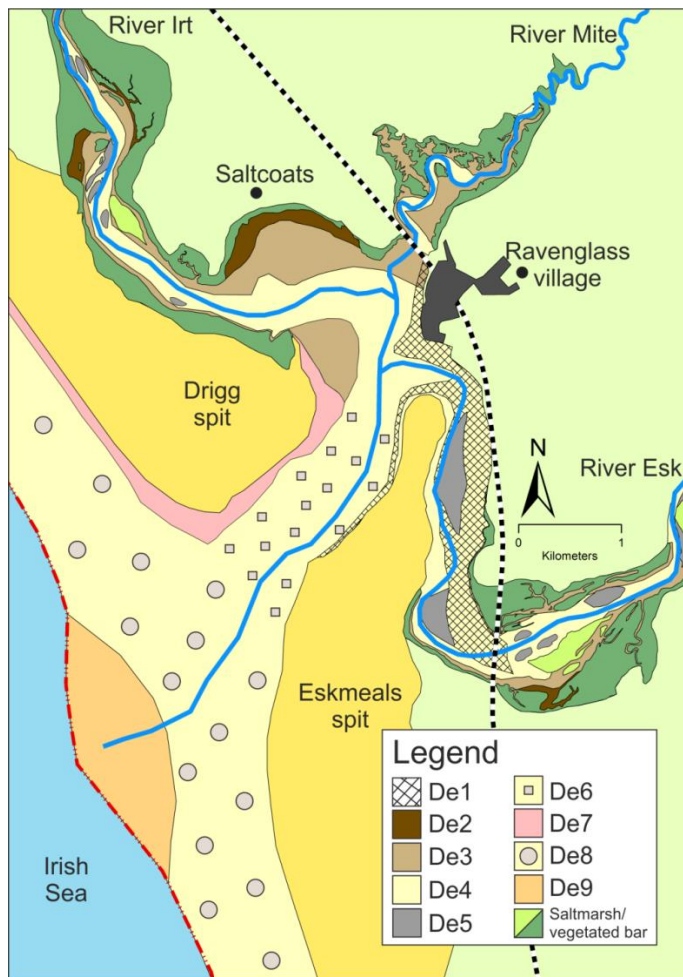 River Irt
River Mite
Saltcoats
Ravenglass
village
Drigg
spit
N
River Esk
0 1
Kilometers
Eskmeals
spit
Irish
Sea
Legend
De1
De2
De3
De4
De5
De6
De7
De8
De9
Saltmarsh/
vegetated bar